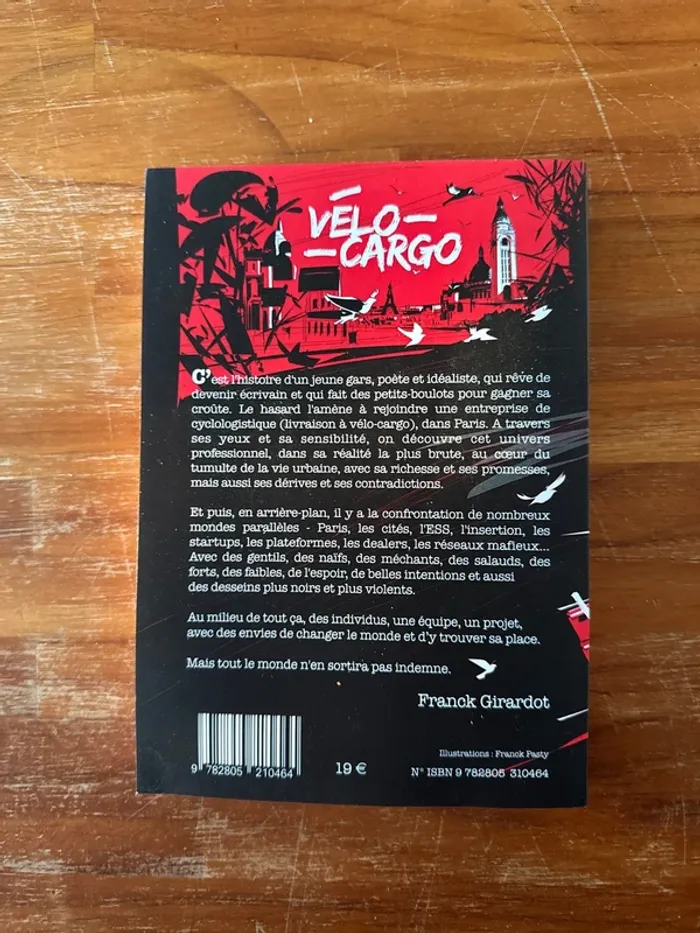 VÉLO-
-CARGO
C'est l'histoire d'un jeune gars, poète et idéaliste, qui rêve de
devenir écrivain et qui fait des petits-boulots pour gagner sa
croûte. Le hasard l'amène à rejoindre une entreprise de
cyclologistique (livraison à vélo-cargo), dans Paris. A travers
ses yeux et sa sensibilité, on découvre cet univers
professionnel, dans sa réalité la plus brute, au cœur du
tumulte de la vie urbaine, avec sa richesse et ses promesses,
mais aussi ses dérives et ses contradictions.
Et puis, en arrière-plan, il y a la confrontation de nombreux
mondes parallèles - Paris, les cités, l'ESS, l'insertion, les
startups, les plateformes, les dealers, les réseaux mafieux...
Avec des gentils, des naïfs, des méchants, des salauds, des
forts, des faibles, de l'espoir, de belles intentions et aussi
des desseins plus noirs et plus violents.
Au milieu de tout ça, des individus, une équipe, un projet,
avec des envies de changer le monde et d'y trouver sa place.
Mais tout le monde n'en sortira pas indemne.
Franck Girardot
Illustrations : Franck Pasty
9 782805 210464
19 €
N° ISBN 9 782805 310464